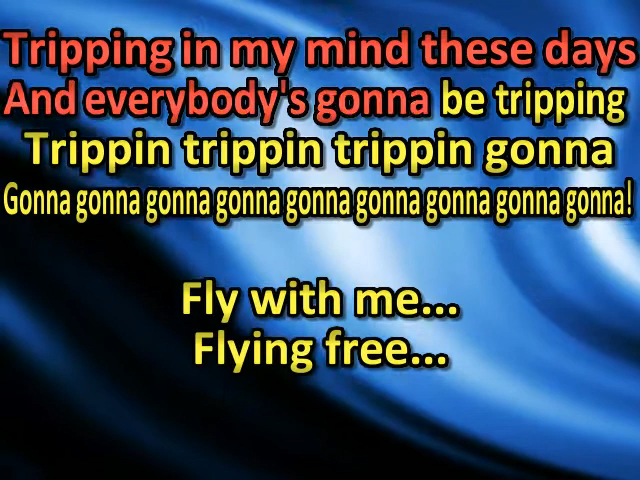 Tripping in my mind these days
And everybody's gonna be tripping
Trippin trippin trippin gonna
Gonna gonna gonna gonna gonna gonna gonna gonna gonna!
Fly with me...
Flying free...